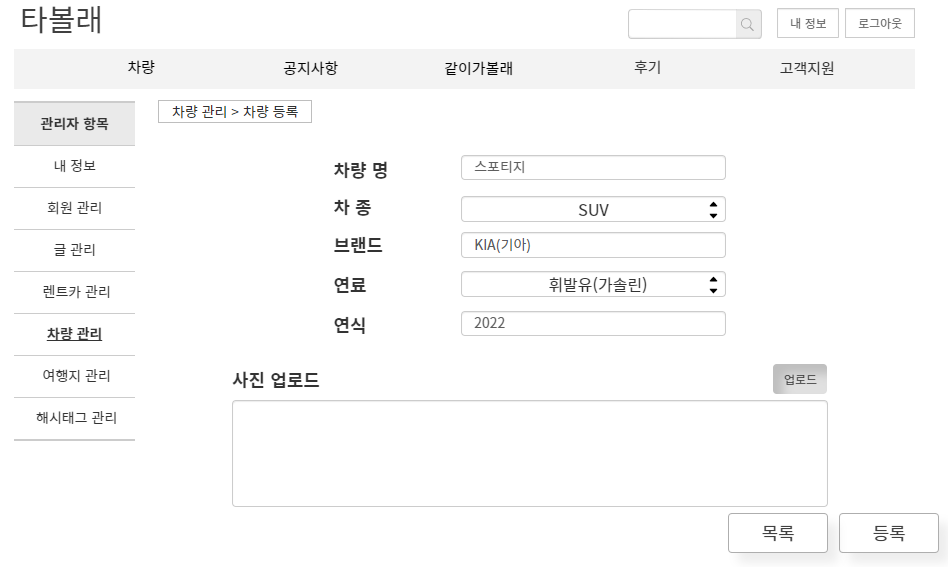 타볼래
내 정보 로그아웃
차량 공지사항 같이가볼래 후기 고객지원
관리자 항목
내 정보
회원 관리
글 관리
렌트카 관리
차량 관리
여행지 관리
해시태그 관리
차량 관리 > 차량 등록
차량 명 스포티지
차 종 SUV
브랜드 KIA(기아)
연료 휘발유(가솔린)
연식 2022
사진 업로드 업로드
목록 등록